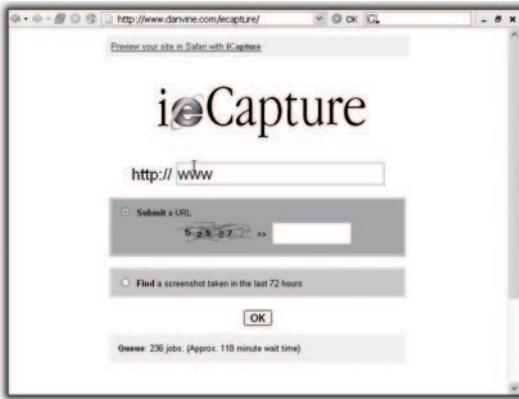 http://www.danvine.com/iecapture/
OK
G
Preview your site in Safari with iCapture
ieCapture
http:// www
Submit a URL
>>
Find a screenshot taken in the last 72 hours
OK
Queue: 236 jobs. (Approx. 118 minute wait time)